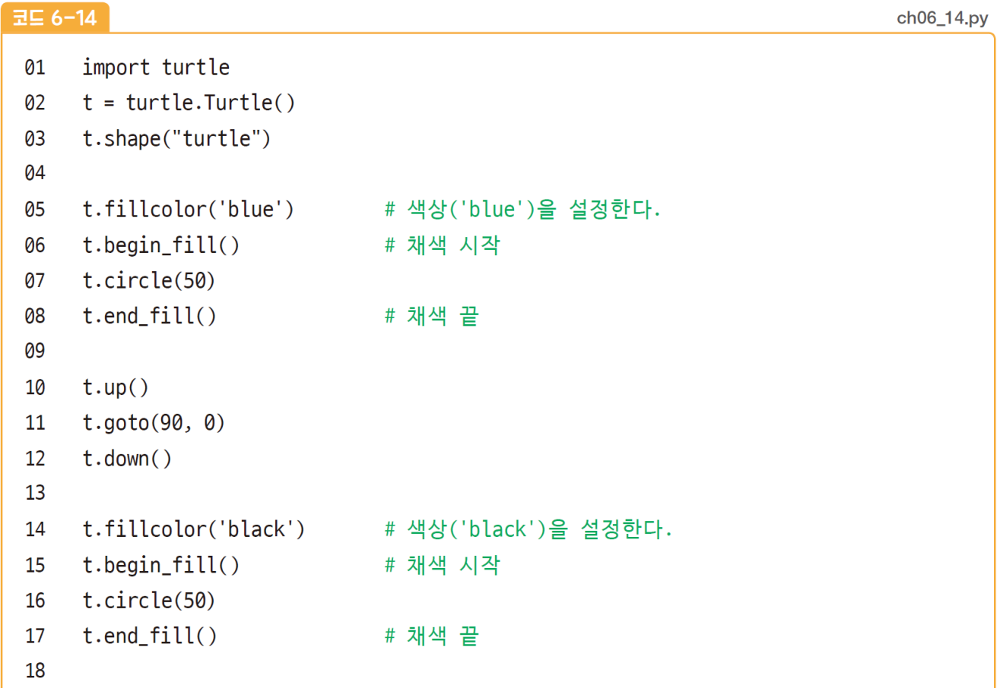 코드 6-14
ch06_14.py
01 import turtle
02 t = turtle.Turtle()
03 t.shape("turtle")
04
05 t.fillcolor('blue') # 색상('blue')을 설정한다.
06 t.begin_fill() # 채색 시작
07 t.circle(50)
08 t.end_fill() # 채색 끝
09
10 t.up()
11 t.goto(90, 0)
12 t.down()
13
14 t.fillcolor('black') # 색상('black')을 설정한다.
15 t.begin_fill() # 채색 시작
16 t.circle(50)
17 t.end_fill() # 채색 끝
18